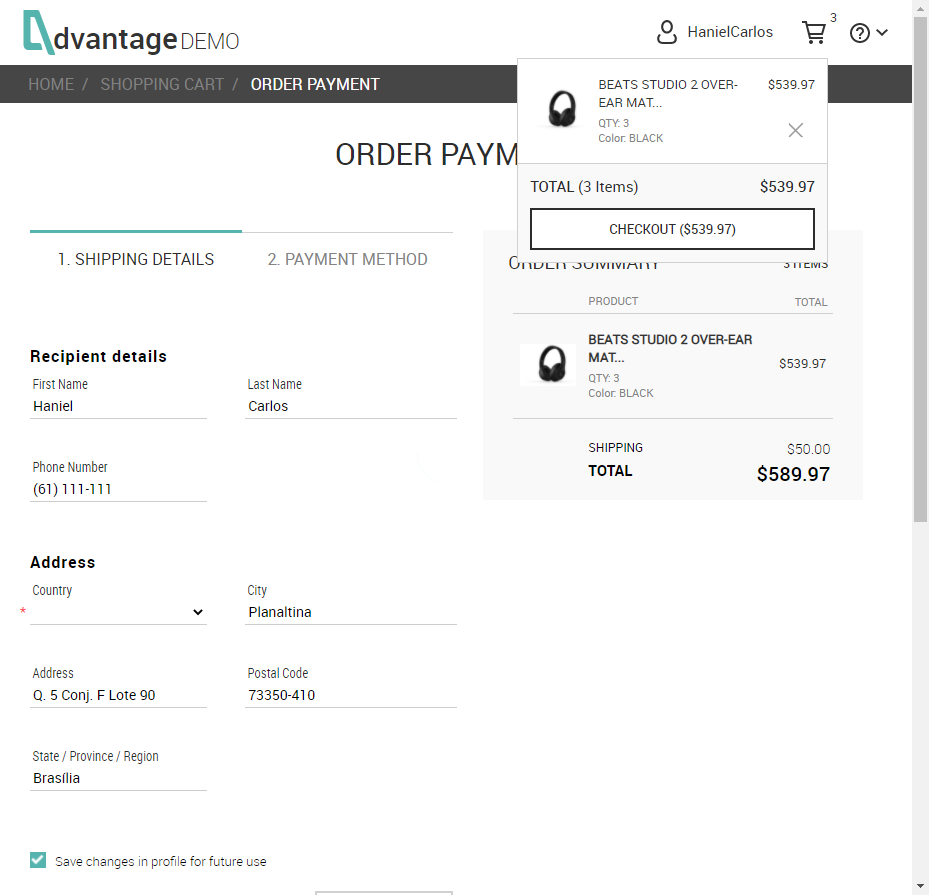 dvantage DEMO
HanielCarlos
3
HOME / SHOPPING CART / ORDER PAYMENT
BEATS STUDIO 2 OVER- $539.97
EAR MAT...
QTY: 3
Color: BLACK
TOTAL (3 Items) $539.97
CHECKOUT ($539.97)
ORDER PAYM
1. SHIPPING DETAILS 2. PAYMENT METHOD
ORDER SUMMARY 3 ITEMS
PRODUCT TOTAL
BEATS STUDIO 2 OVER-EAR
MAT...
$539.97
QTY: 3
Color: BLACK
SHIPPING $50.00
TOTAL $589.97
Recipient details
First Name Last Name
Haniel Carlos
Phone Number
(61) 111-111
Address
Country City
* Planaltina
Address Postal Code
Q. 5 Conj. F Lote 90 73350-410
State / Province / Region
Brasília
Save changes in profile for future use